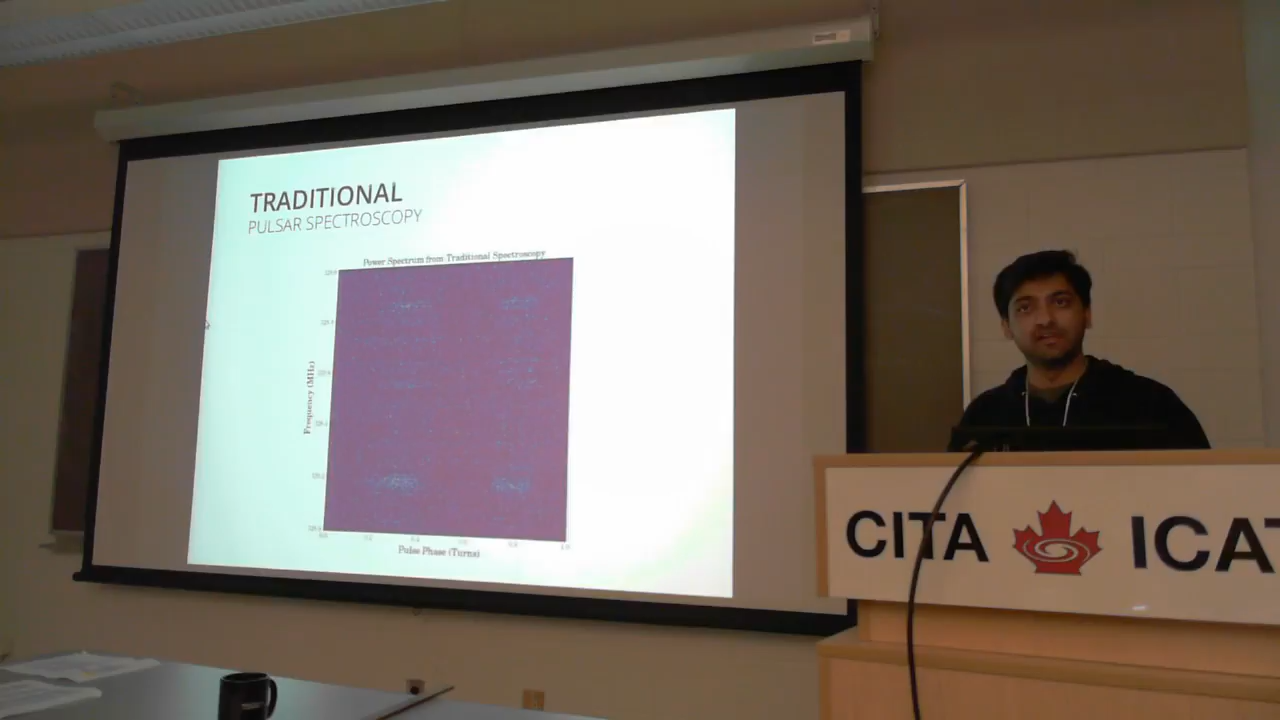 TRADITIONAL
PULSAR SPECTROSCOPY
Power Spectrum from Traditional Spectroscopy
Frequency (MHz)
Pulse Phase (Turns)
CITA ICAT